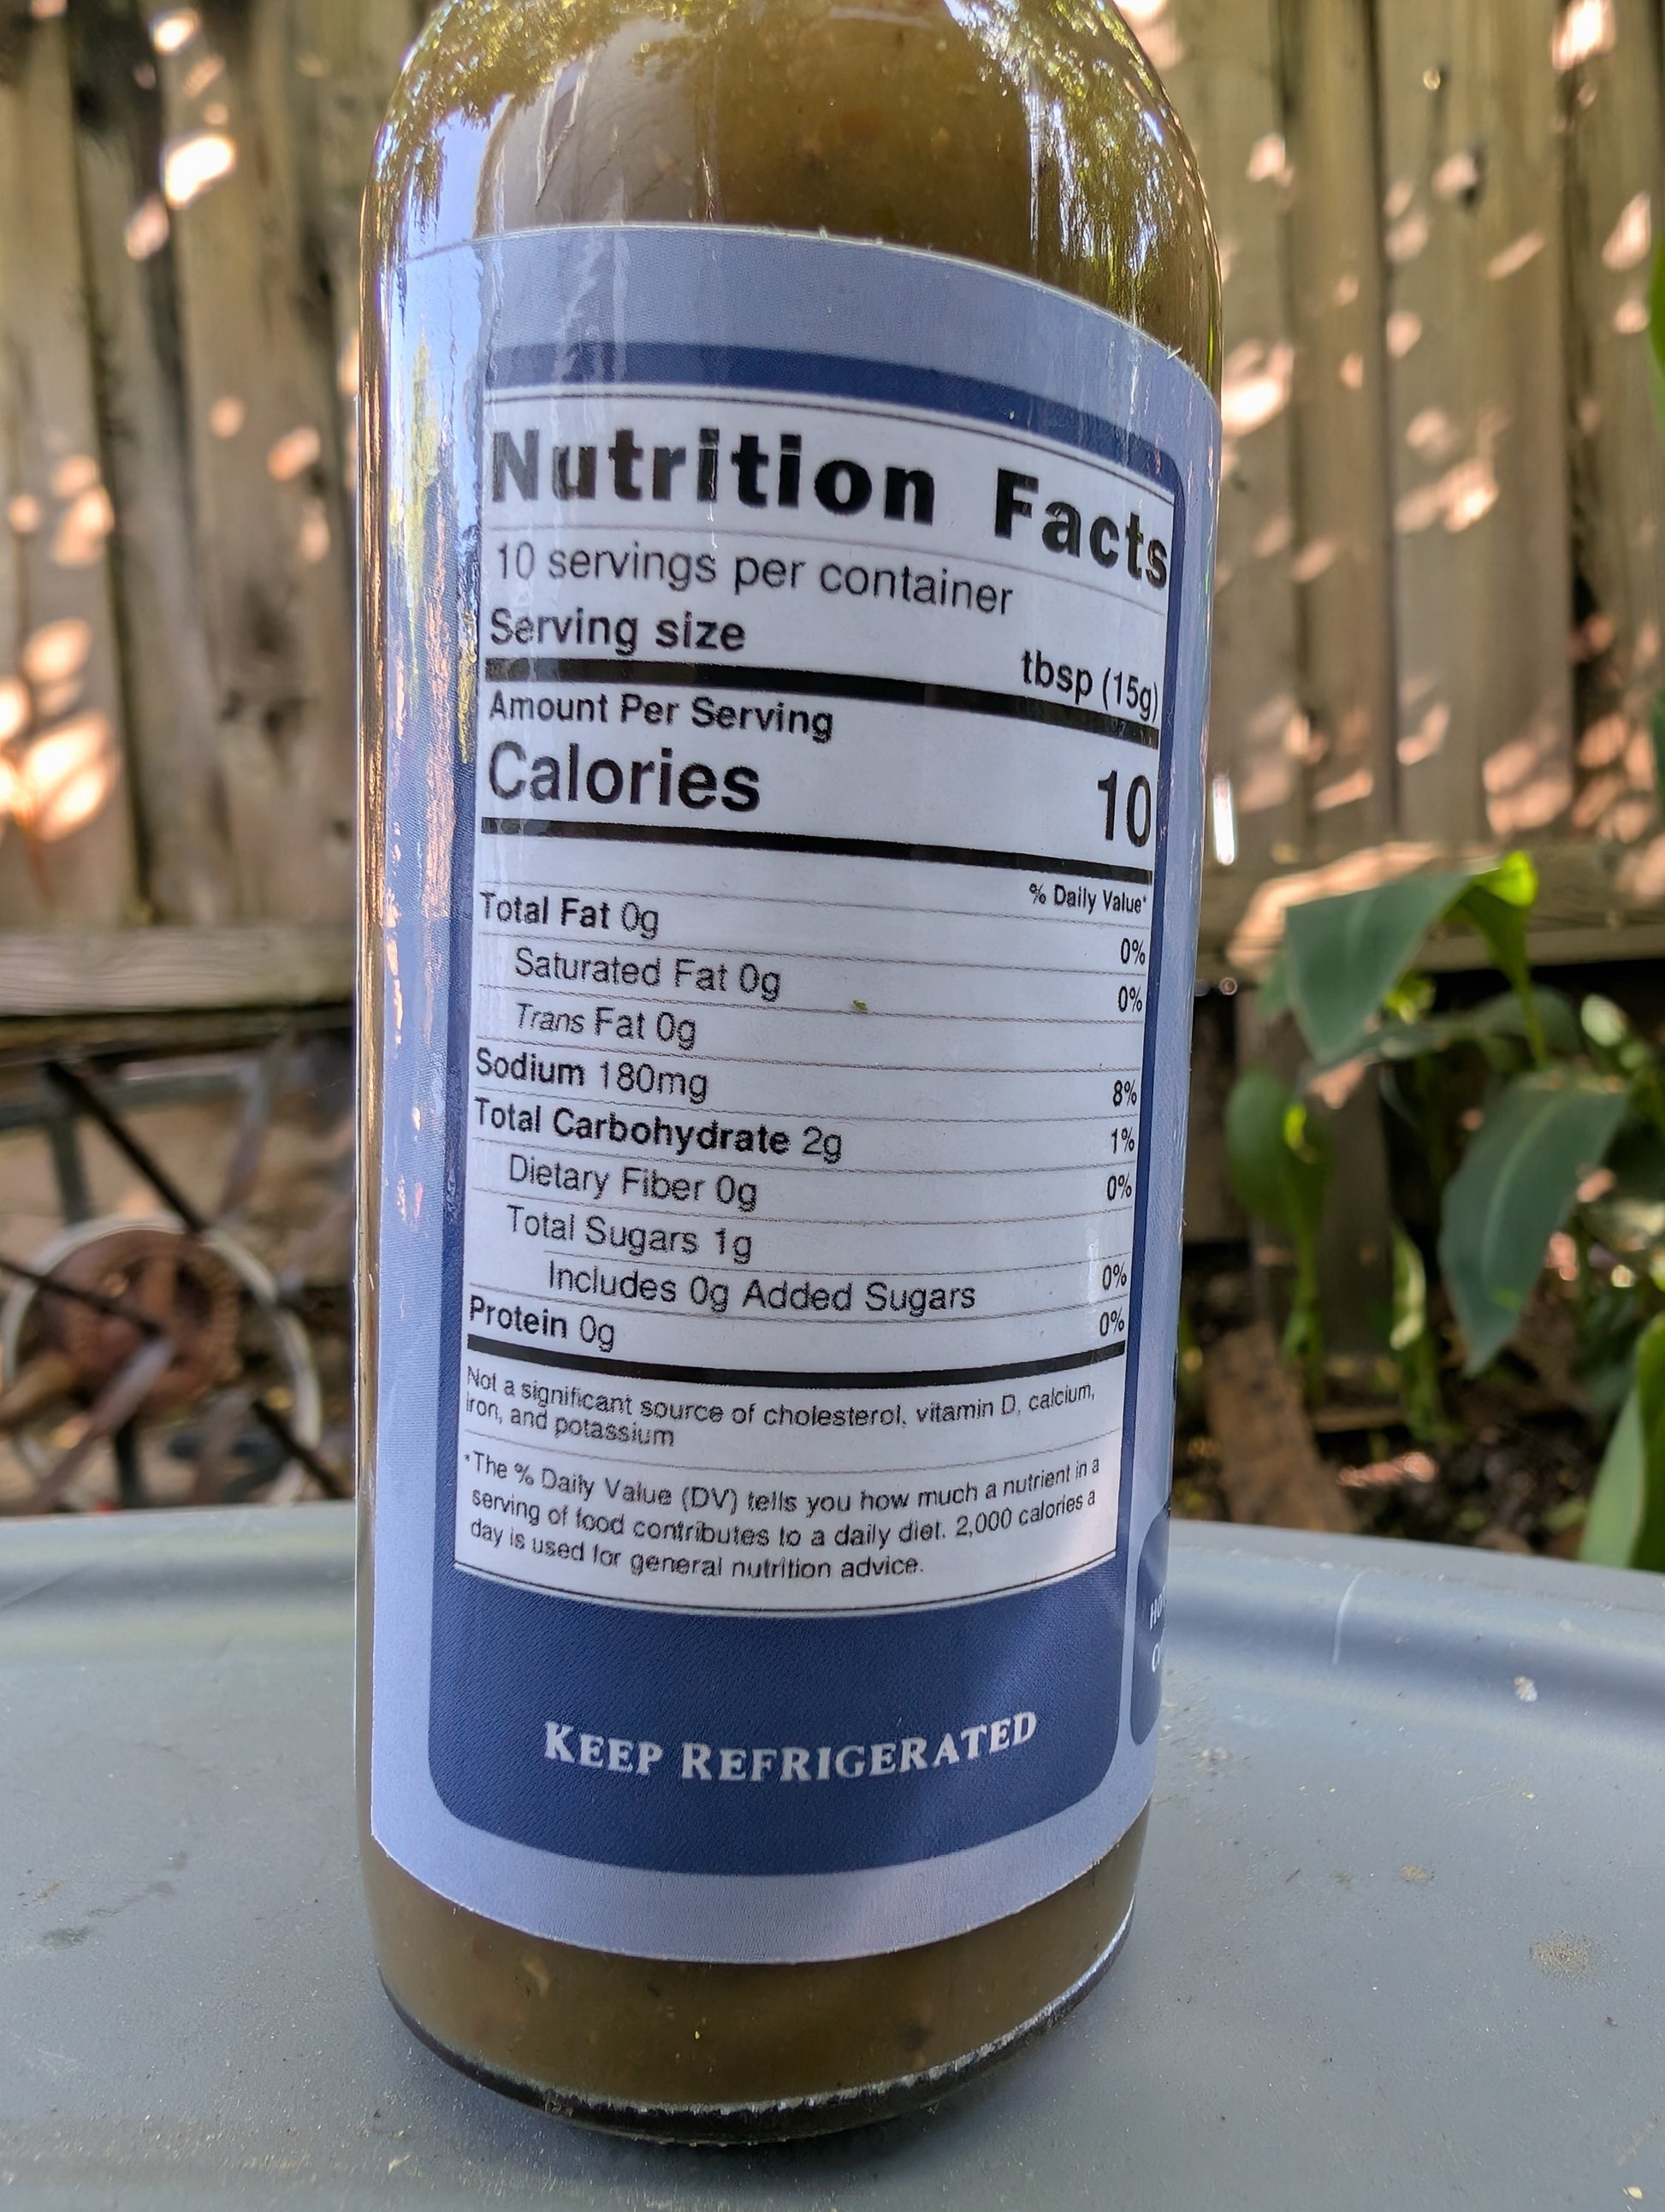 Nutrition Facts
10 servings per container
Serving size tbsp (15g)
Amount Per Serving
Calories 10
% Daily Value*
Total Fat 0g 0%
Saturated Fat 0g 0%
Trans Fat 0g
Sodium 180mg 8%
Total Carbohydrate 2g 1%
Dietary Fiber 0g 0%
Total Sugars 1g
Includes 0g Added Sugars 0%
Protein 0g 0%
Not a significant source of cholesterol, vitamin D, calcium,
iron, and potassium
*The % Daily Value (DV) tells you how much a nutrient in a
serving of food contributes to a daily diet. 2,000 calories a
day is used for general nutrition advice.
KEEP REFRIGERATED